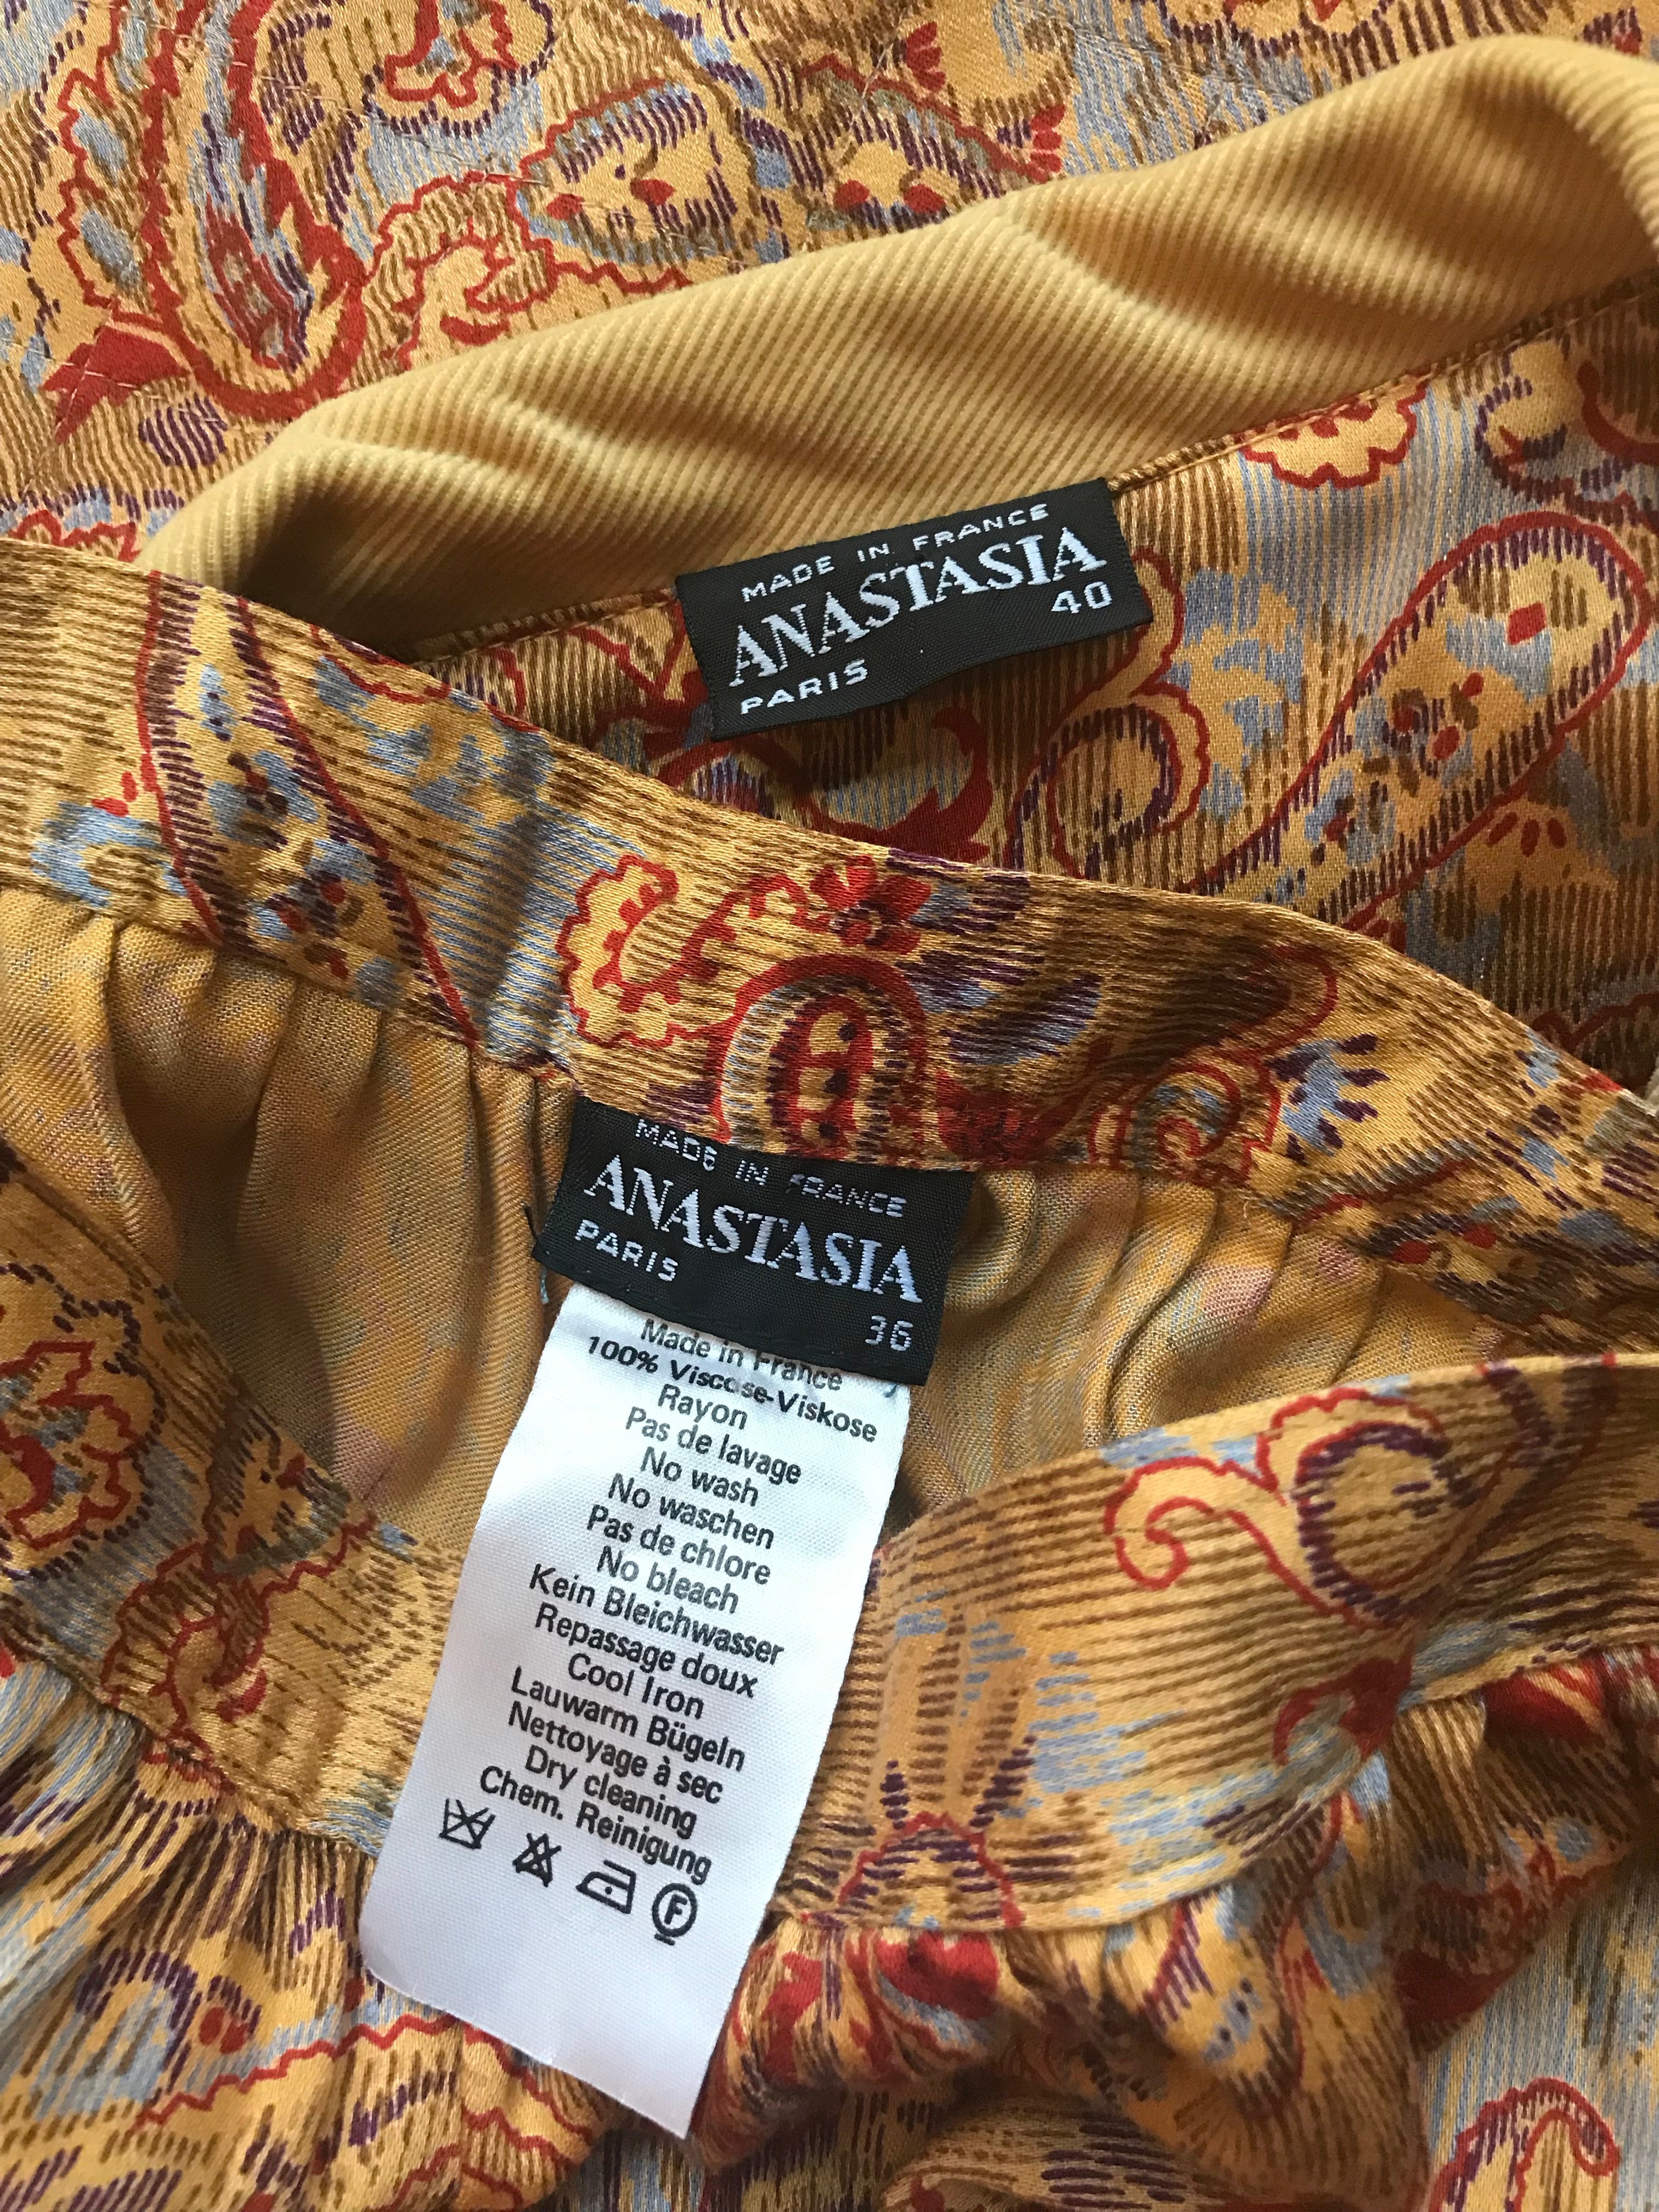 MADE IN FRANCE
ANASTASIA
40
PARIS
MADE IN FRANCE
ANASTASIA
PARIS
36
Made in France
100% Viscose-Viskose
Rayon
Pas de lavage
No wash
No waschen
Pas de chlore
No bleach
Kein Bleichwasser
Repassage doux
Cool Iron
Lauwarm Bügeln
Nettoyage à sec
Dry cleaning
Chem. Reinigung
F